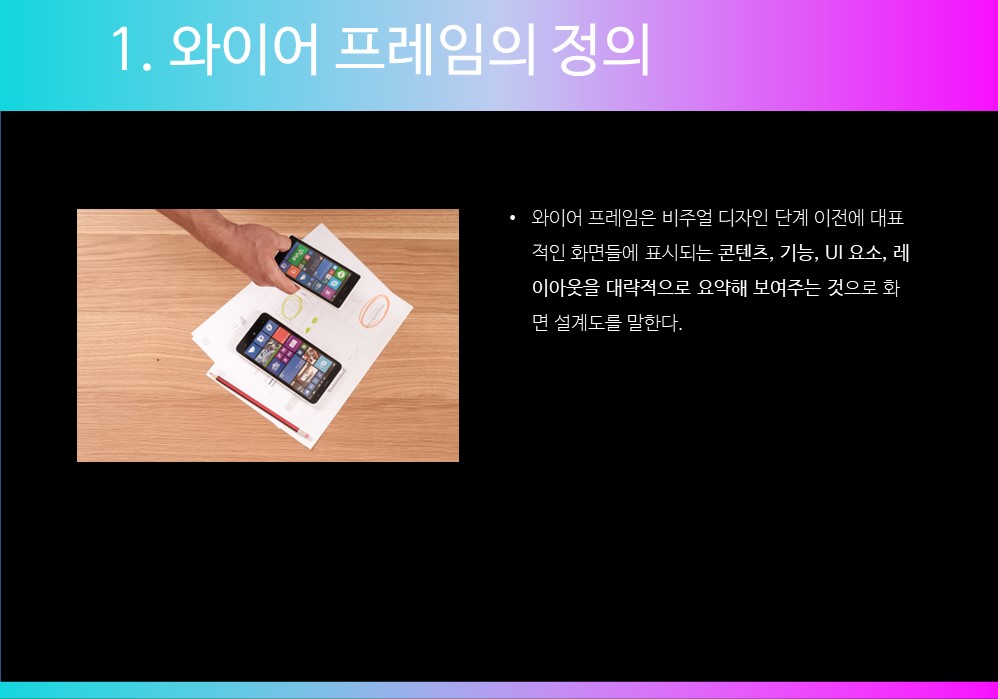 1. 와이어 프레임의 정의
• 와이어 프레임은 비주얼 디자인 단계 이전에 대표
적인 화면들에 표시되는 콘텐츠, 기능, UI 요소, 레
이아웃을 대략적으로 요약해 보여주는 것으로 화
면 설계도를 말한다.